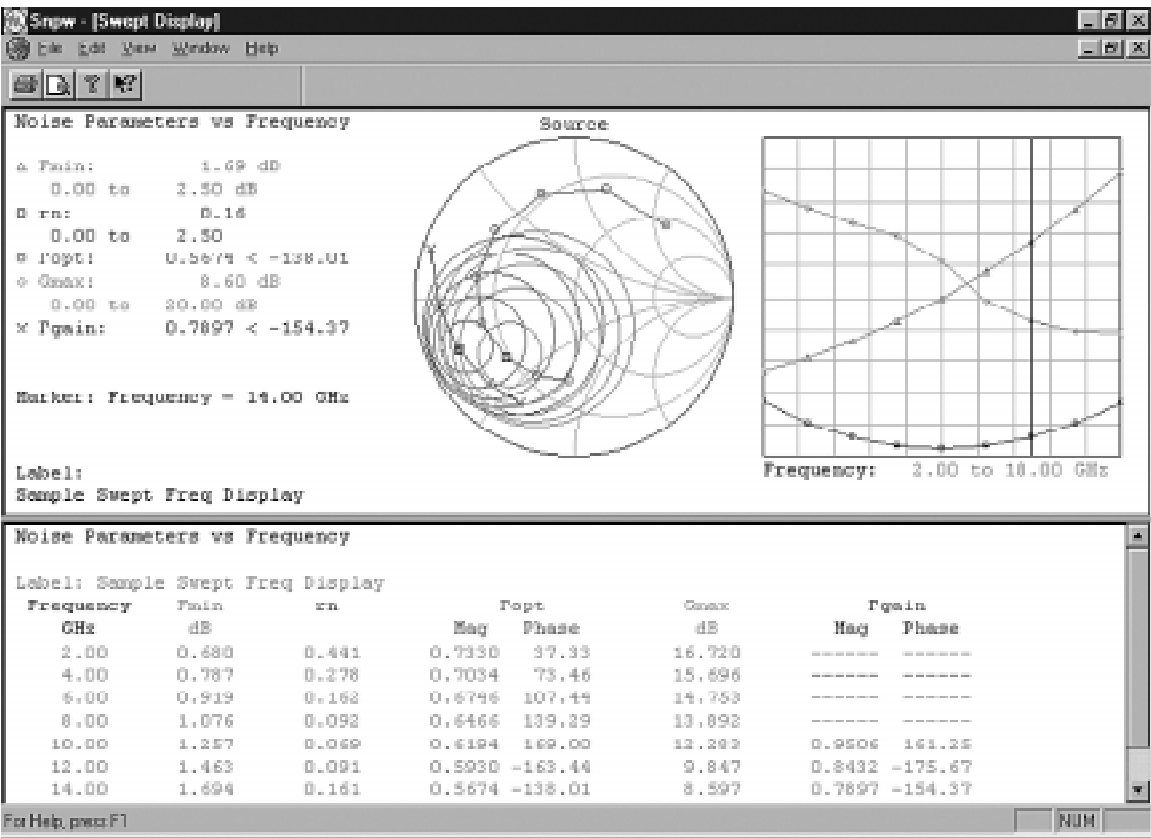 Snpw - [Swept Display]
File Edit View Window Help
Noise Parameters vs Frequency
Fmin: 1.69 dB
0.00 to 2.50 dB
rn: 0.16
0.00 to 2.50
Γopt: 0.5674 < -138.01
Gmax: 8.60 dB
0.00 to 20.00 dB
Γgain: 0.7897 < -154.37
Marker: Frequency = 14.00 GHz
Label:
Sample Swept Freq Display
Source
Frequency: 2.00 to 18.00 GHz
Noise Parameters vs Frequency
Label: Sample Swept Freq Display
Frequency Fmin rn Γopt Gmax Γgain
GHz dB Mag Phase dB Mag Phase
2.00 0.680 0.441 0.7330 37.33 16.720 ------ ------
4.00 0.787 0.278 0.7034 73.46 15.696 ------ ------
6.00 0.919 0.162 0.6746 107.44 14.753 ------ ------
8.00 1.076 0.092 0.6466 139.29 13.892 ------ ------
10.00 1.257 0.069 0.6194 169.00 12.283 0.9506 161.25
12.00 1.463 0.091 0.5930 -163.44 9.847 0.8432 -175.67
14.00 1.694 0.161 0.5674 -138.01 8.597 0.7897 -154.37
For Help, press F1
NUM